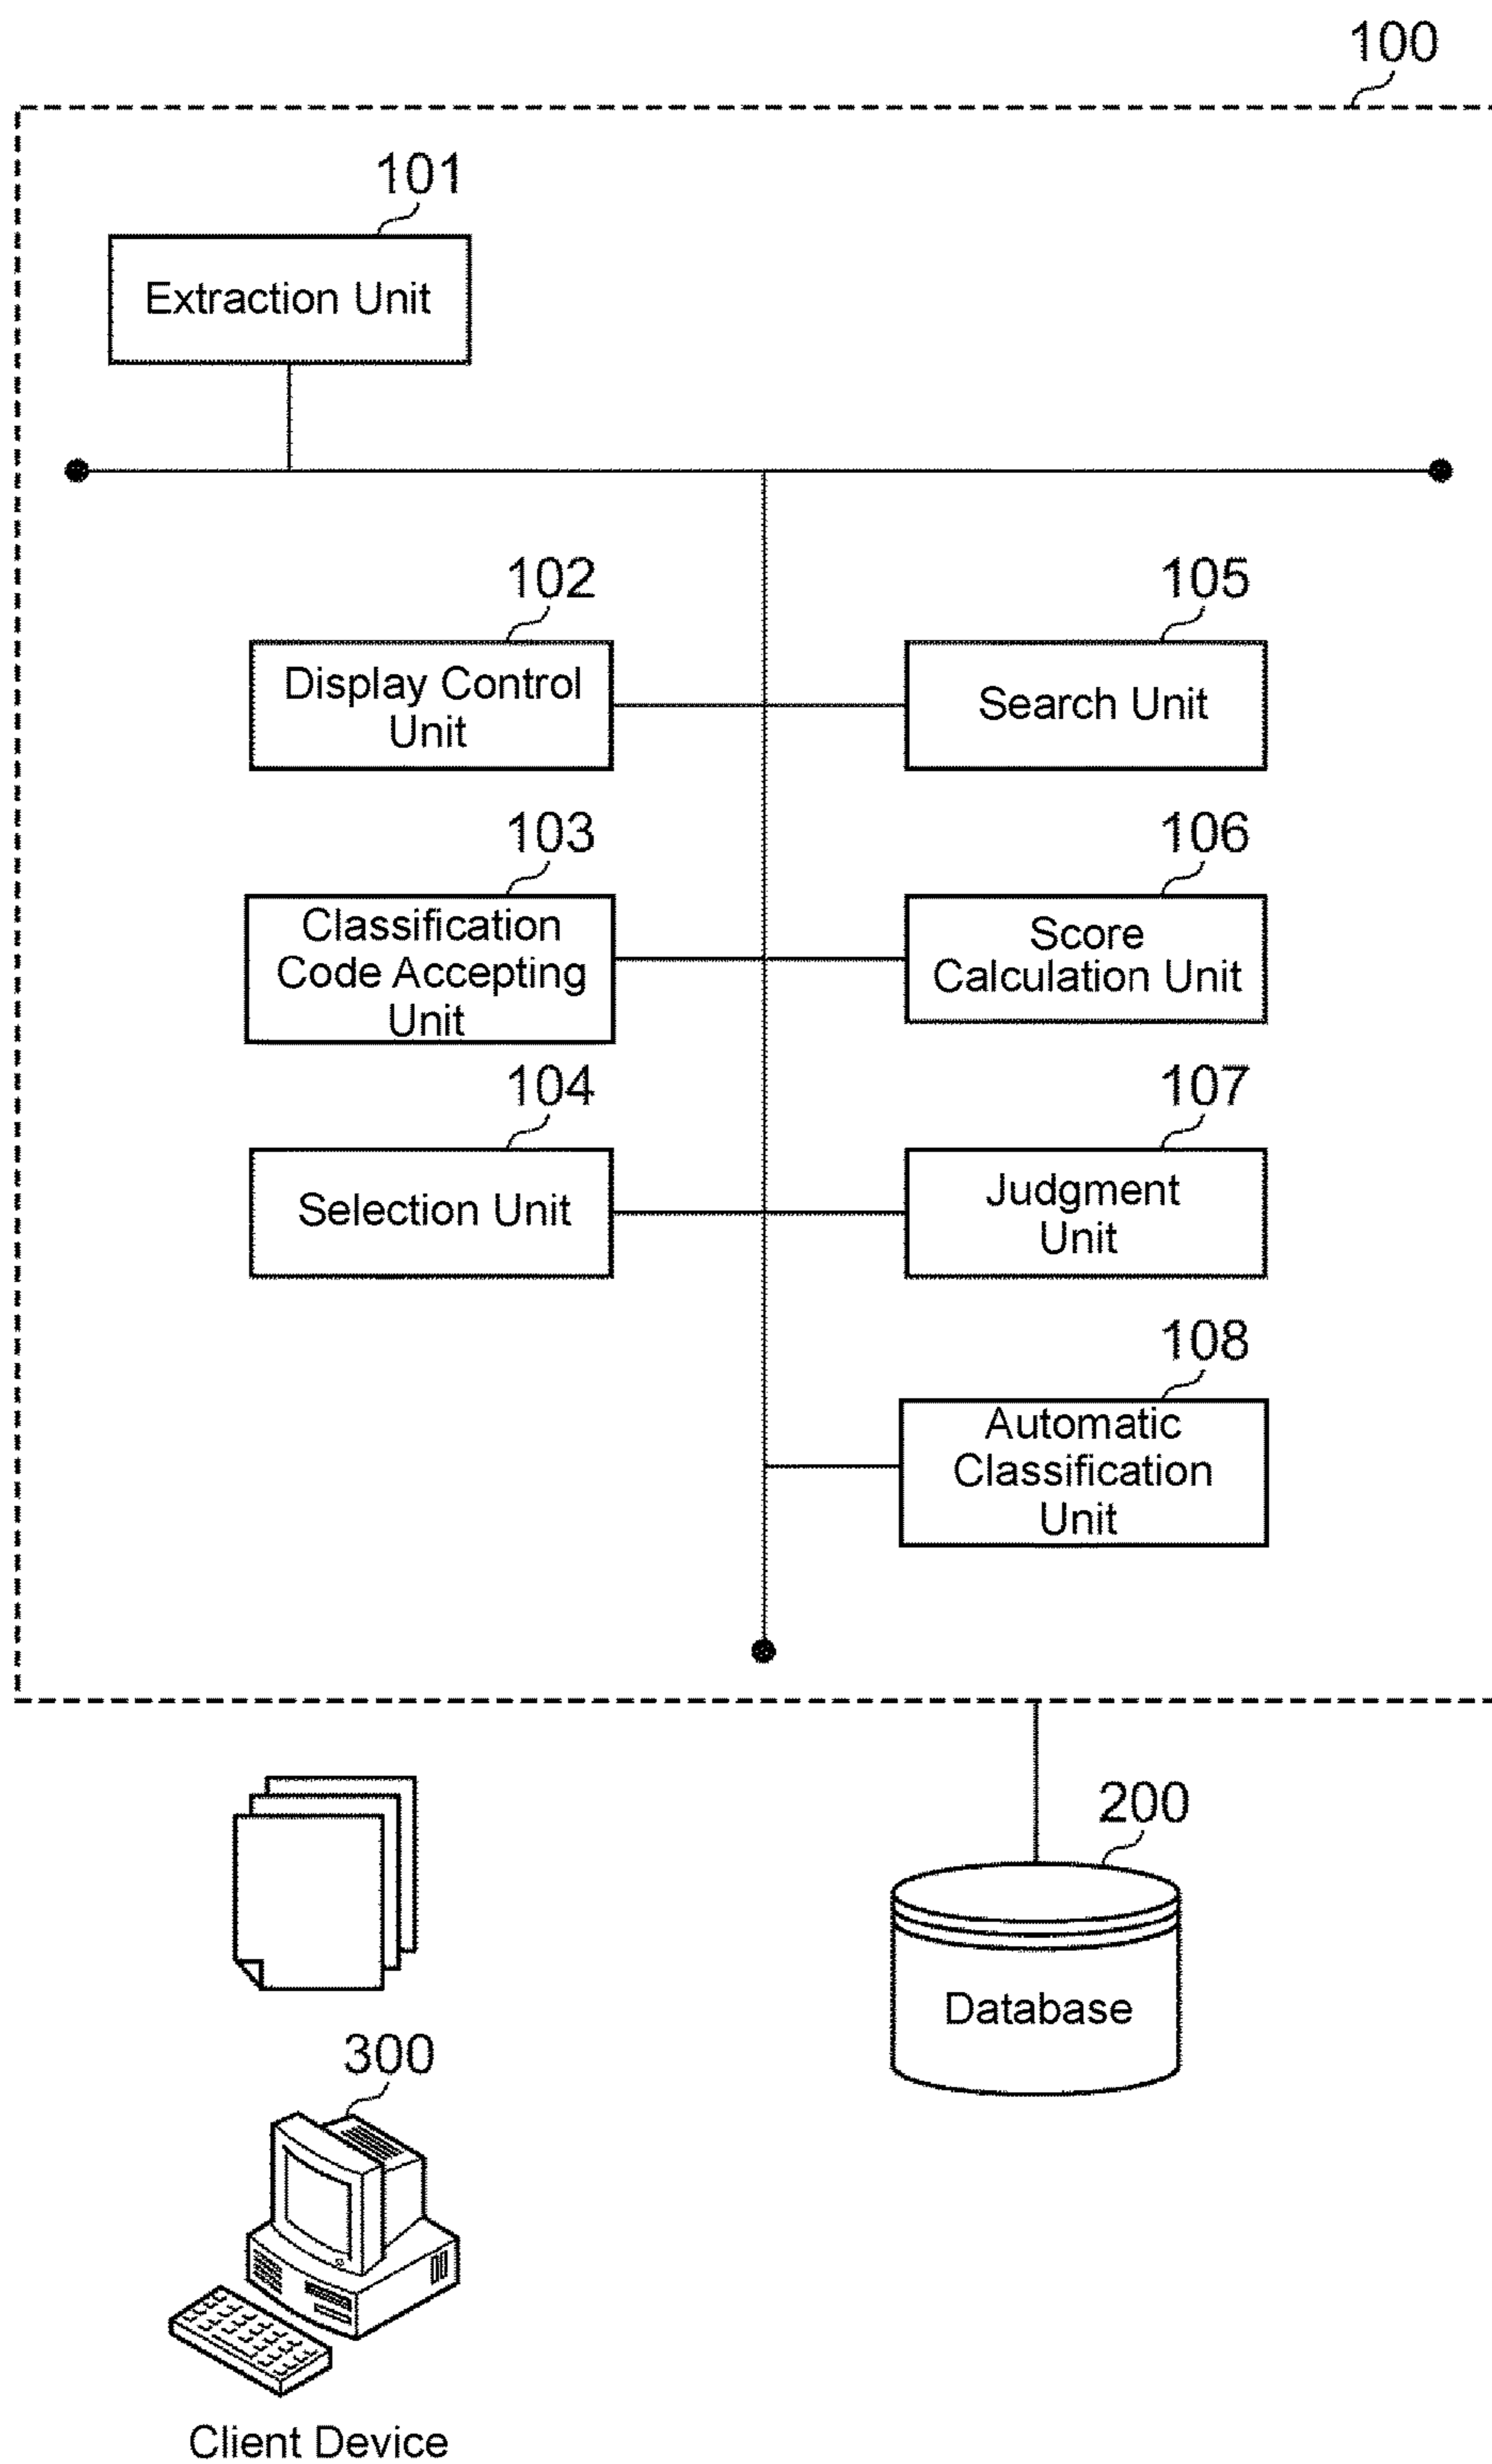 100
101
Extraction Unit
102
Display Control
Unit
105
Search Unit
103
Classification
Code Accepting
Unit
106
Score
Calculation Unit
104
Selection Unit
107
Judgment
Unit
108
Automatic
Classification
Unit
200
Database
300
Client Device